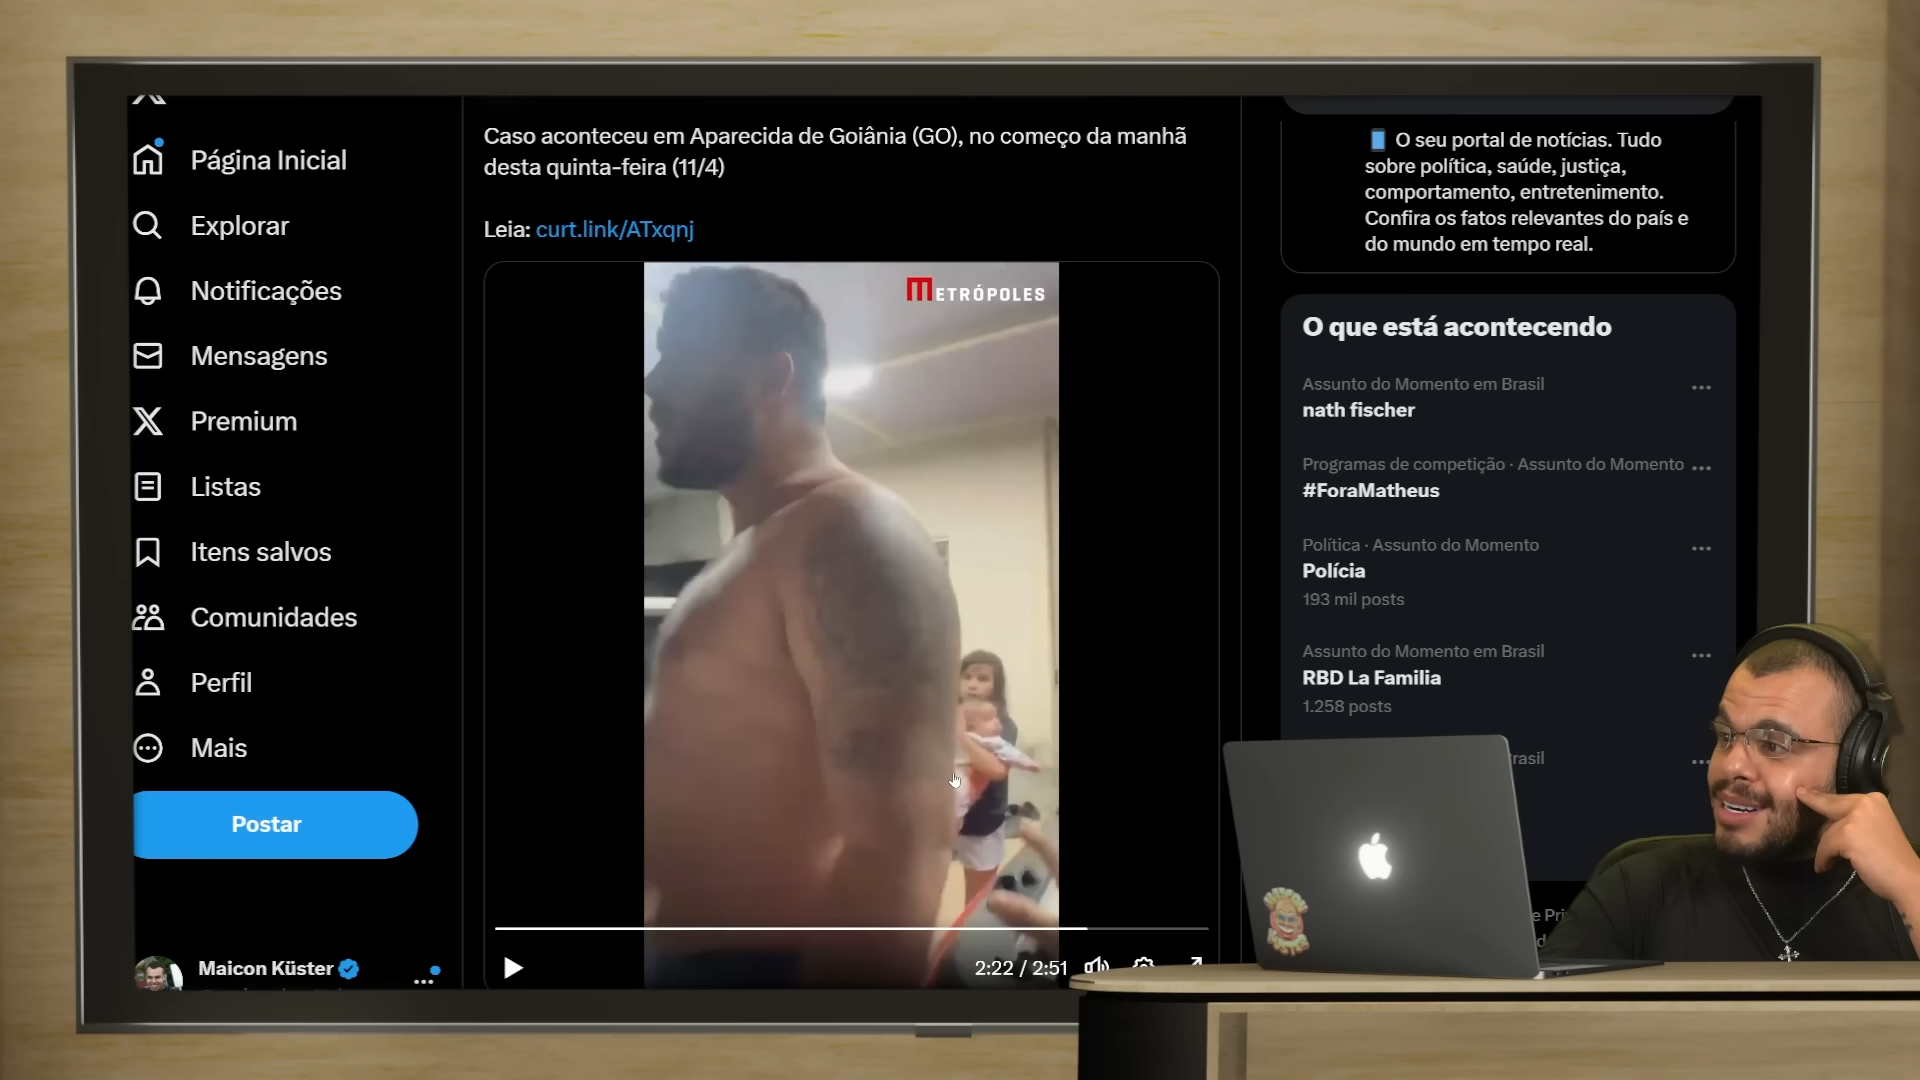 Página Inicial
Explorar
Notificações
Mensagens
Premium
Listas
Itens salvos
Comunidades
Perfil
Mais
Postar
Maicon Küster
Caso aconteceu em Aparecida de Goiânia (GO), no começo da manhã
desta quinta-feira (11/4)
Leia: curt.link/ATxqnj
METRÓPOLES
2:22 / 2:51
O seu portal de notícias. Tudo
sobre política, saúde, justiça,
comportamento, entretenimento.
Confira os fatos relevantes do país e
do mundo em tempo real.
O que está acontecendo
Assunto do Momento em Brasil
nath fischer
Programas de competição · Assunto do Momento
#ForaMatheus
Política · Assunto do Momento
Polícia
193 mil posts
Assunto do Momento em Brasil
RBD La Familia
1.258 posts
rasil
e Pri